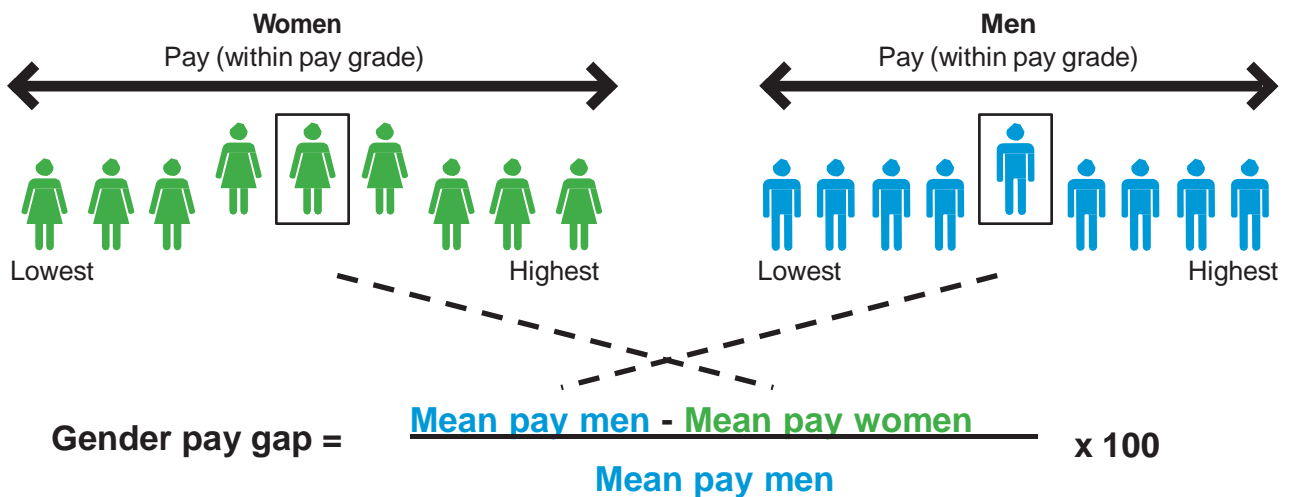 Women
Pay (within pay grade)
Men
Pay (within pay grade)
Lowest
Highest
Lowest
Highest
Gender pay gap =
Mean pay men - Mean pay women
x 100
Mean pay men